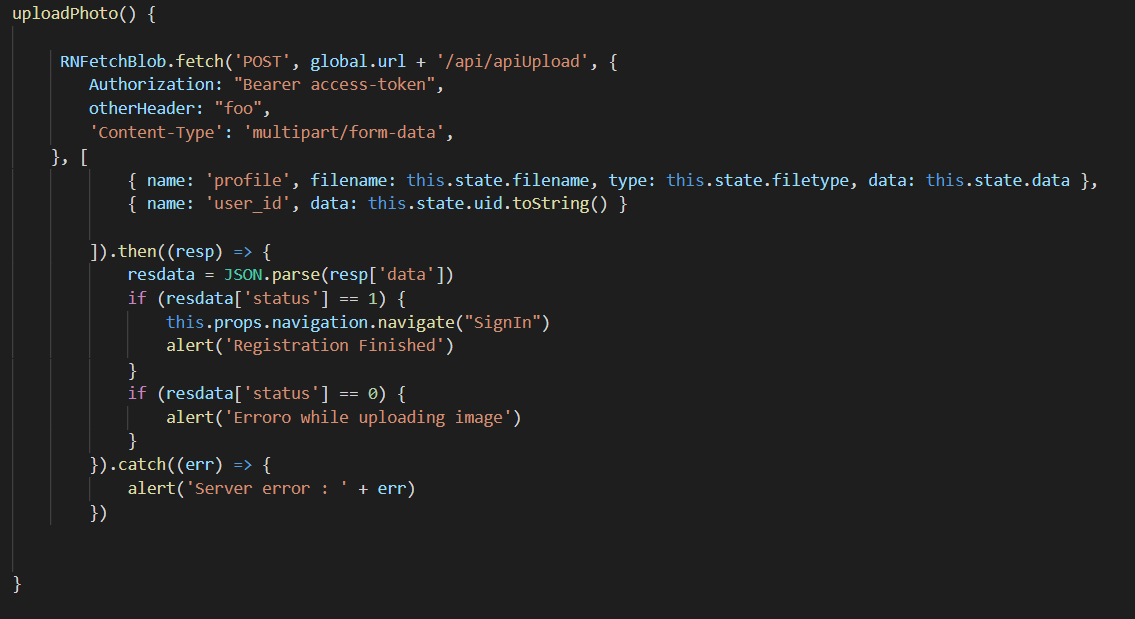 uploadPhoto() {
RNFetchBlob.fetch('POST', global.url + '/api/apiUpload', {
Authorization: "Bearer access-token",
otherHeader: "foo",
'Content-Type': 'multipart/form-data',
}, [
{ name: 'profile', filename: this.state.filename, type: this.state.filetype, data: this.state.data },
{ name: 'user_id', data: this.state.uid.toString() }
]).then((resp) => {
resdata = JSON.parse(resp['data'])
if (resdata['status'] == 1) {
this.props.navigation.navigate("SignIn")
alert('Registration Finished')
}
if (resdata['status'] == 0) {
alert('Erroro while uploading image')
}
}).catch((err) => {
alert('Server error : ' + err)
})
}